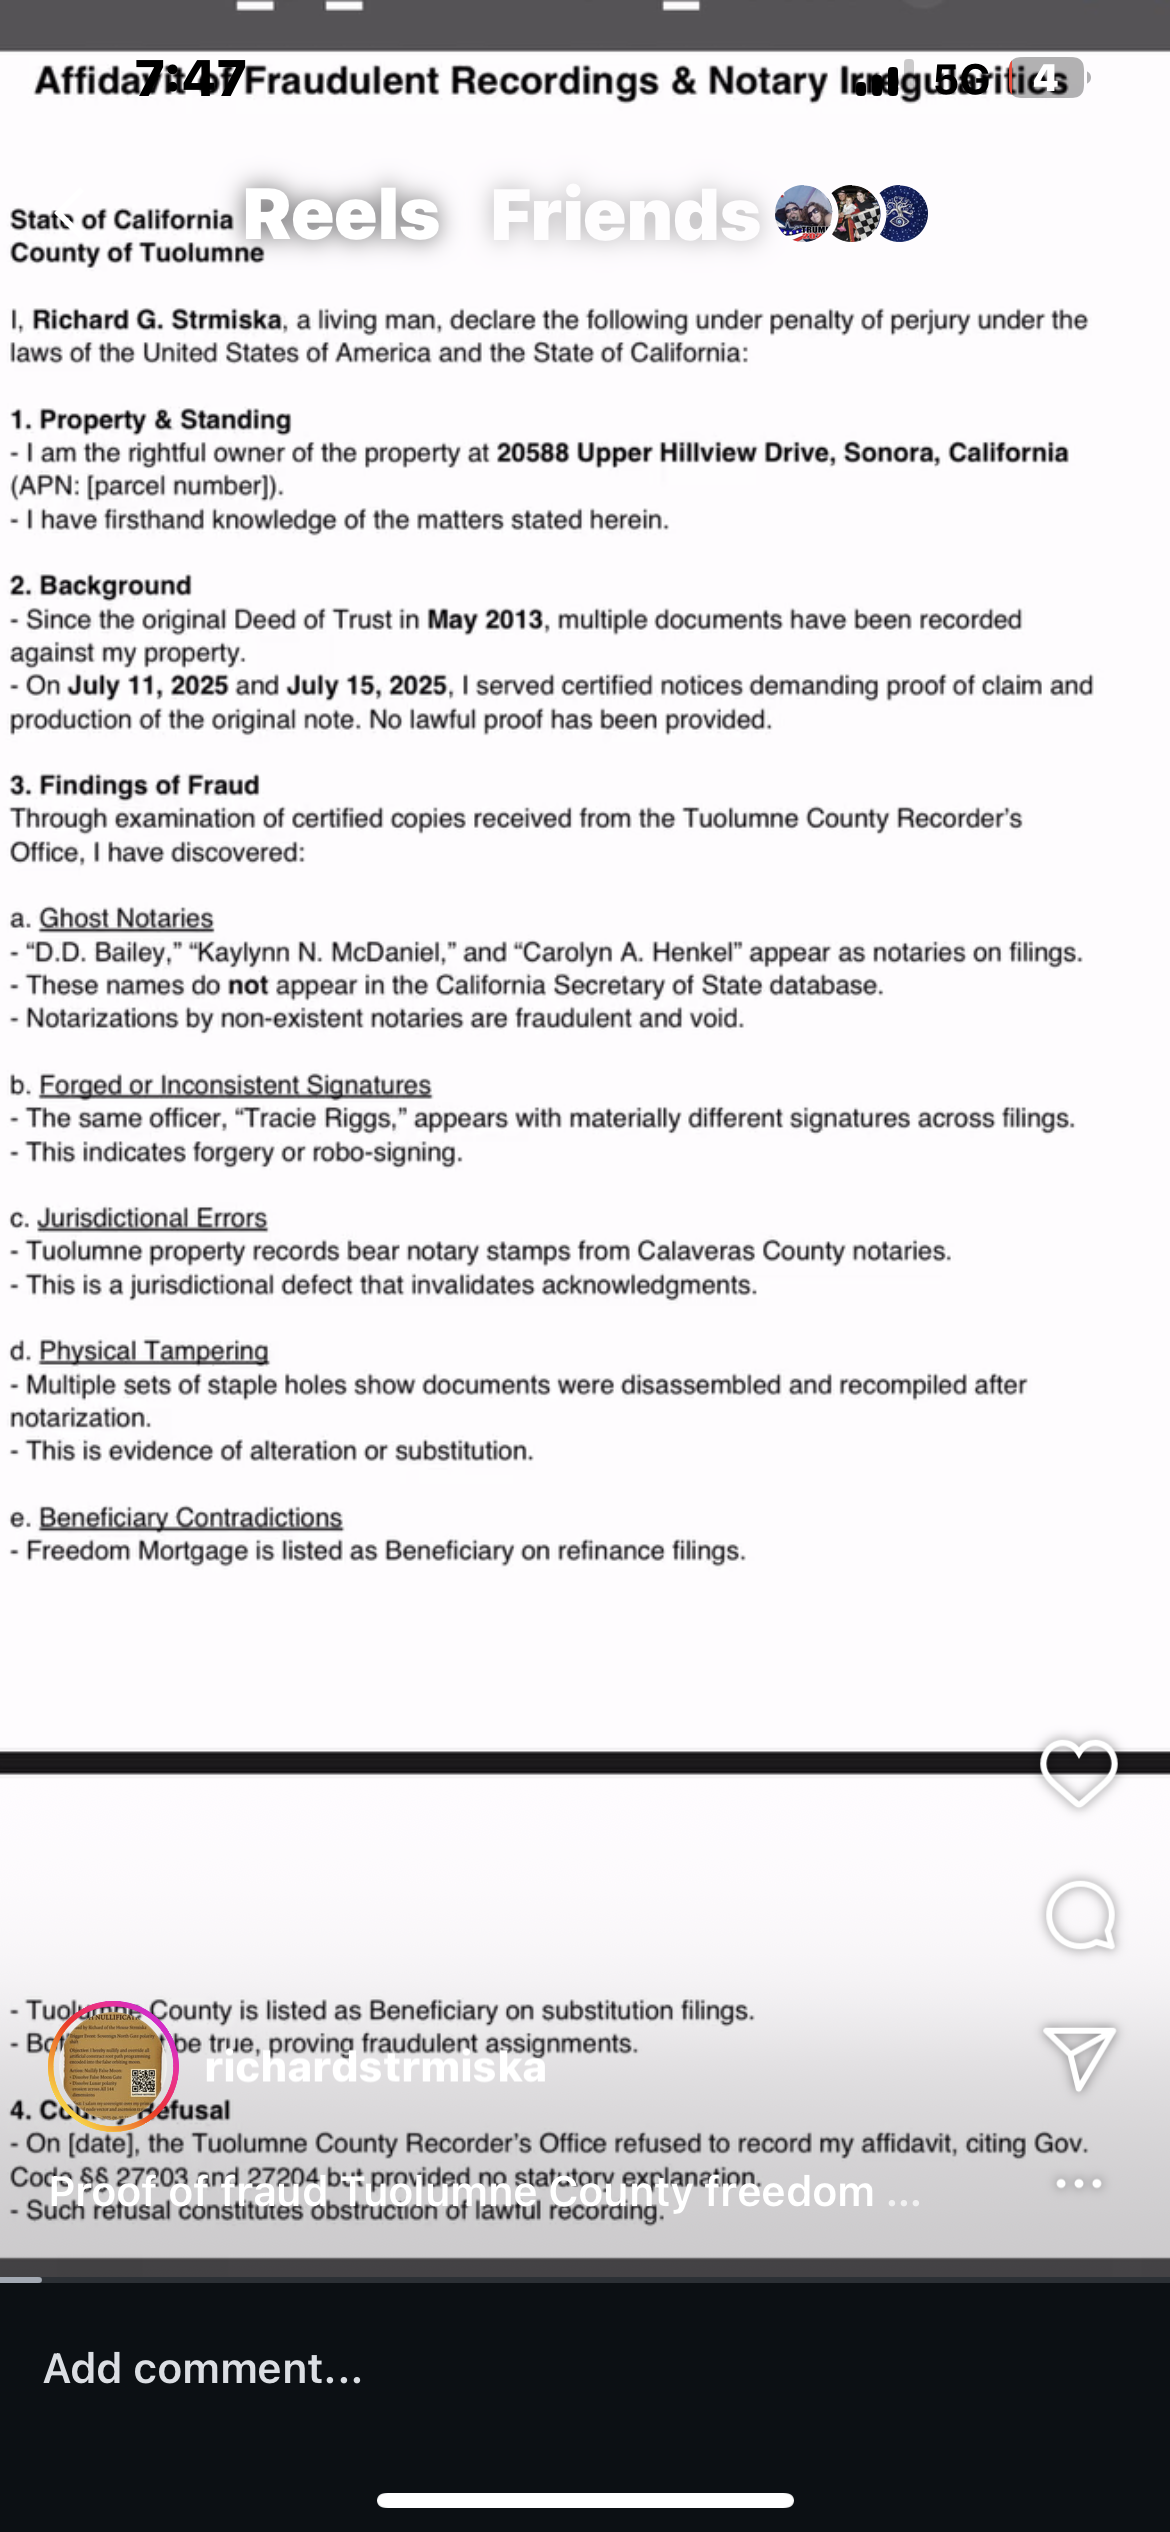 Affidavit of Fraudulent Recordings & Notary Irregularities
7:47
5G
4
Reels Friends
State of California
County of Tuolumne
I, Richard G. Strmiska, a living man, declare the following under penalty of perjury under the
laws of the United States of America and the State of California:
1. Property & Standing
- I am the rightful owner of the property at 20588 Upper Hillview Drive, Sonora, California
(APN: [parcel number]).
- I have firsthand knowledge of the matters stated herein.
2. Background
- Since the original Deed of Trust in May 2013, multiple documents have been recorded
against my property.
- On July 11, 2025 and July 15, 2025, I served certified notices demanding proof of claim and
production of the original note. No lawful proof has been provided.
3. Findings of Fraud
Through examination of certified copies received from the Tuolumne County Recorder’s
Office, I have discovered:
a. Ghost Notaries
- “D.D. Bailey,” “Kaylynn N. McDaniel,” and “Carolyn A. Henkel” appear as notaries on filings.
- These names do not appear in the California Secretary of State database.
- Notarizations by non-existent notaries are fraudulent and void.
b. Forged or Inconsistent Signatures
- The same officer, “Tracie Riggs,” appears with materially different signatures across filings.
- This indicates forgery or robo-signing.
c. Jurisdictional Errors
- Tuolumne property records bear notary stamps from Calaveras County notaries.
- This is a jurisdictional defect that invalidates acknowledgments.
d. Physical Tampering
- Multiple sets of staple holes show documents were disassembled and recompiled after
notarization.
- This is evidence of alteration or substitution.
e. Beneficiary Contradictions
- Freedom Mortgage is listed as Beneficiary on refinance filings.
- Tuolumne County is listed as Beneficiary on substitution filings.
be true, proving fraudulent assignments.
richardstrmiska
4. County Refusal
- On [date], the Tuolumne County Recorder’s Office refused to record my affidavit, citing Gov.
Code §§ 27203 and 27204 but provided no statutory explanation.
Proof of fraud Tuolumne County freedom ...
- Such refusal constitutes obstruction of lawful recording.
Add comment...